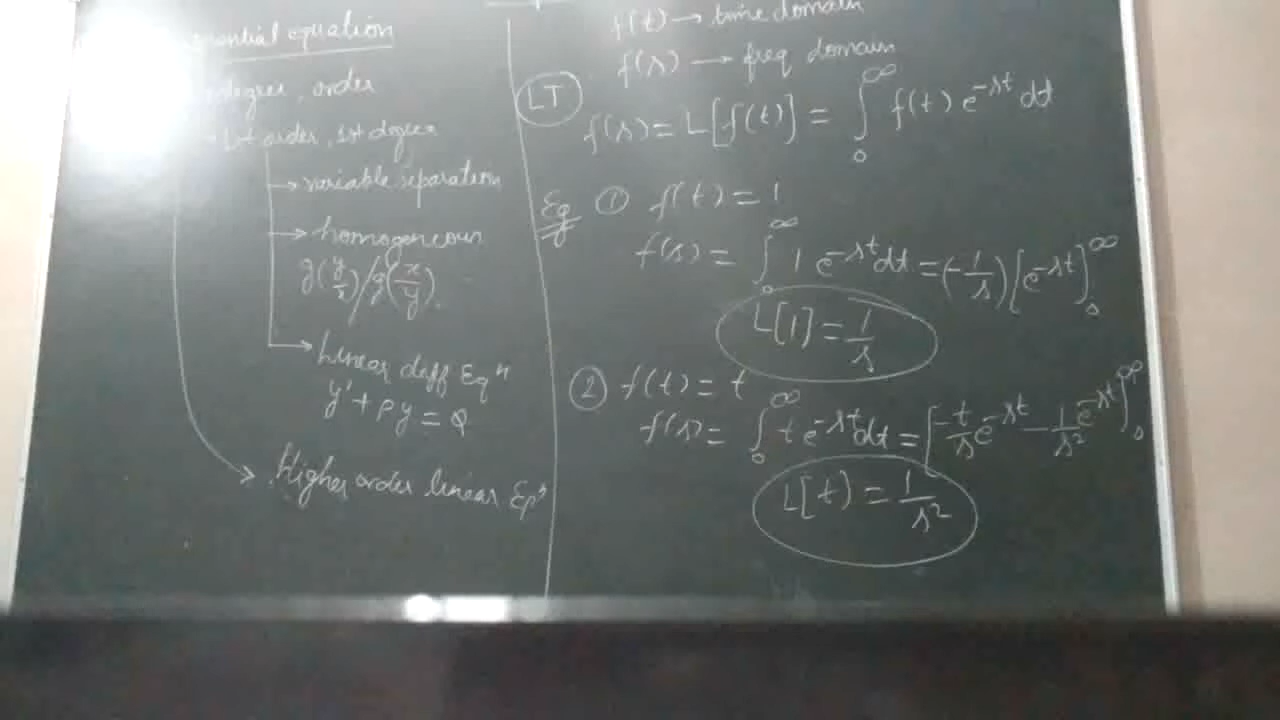 ential equation
degree, order
1st order, 1st degree
→ variable separation
→ homogeneous
g(y/x)/g(x/y)
→ Linear diff Eqⁿ
y' + py = Q
→ Higher order linear Eqⁿ
f(t) → time domain
f(s) → freq domain
LT
f(s) = L[f(t)] = ∫₀^∞ f(t) e^-st dt
Eg ① f(t) = 1
f(s) = ∫₀^∞ 1 e^-st dt = (-1/s) [e^-st]₀^∞
L[1] = 1/s
② f(t) = t
f(s) = ∫₀^∞ t e^-st dt = [-t/s e^-st - 1/s² e^-st]₀^∞
L[t) = 1/s²